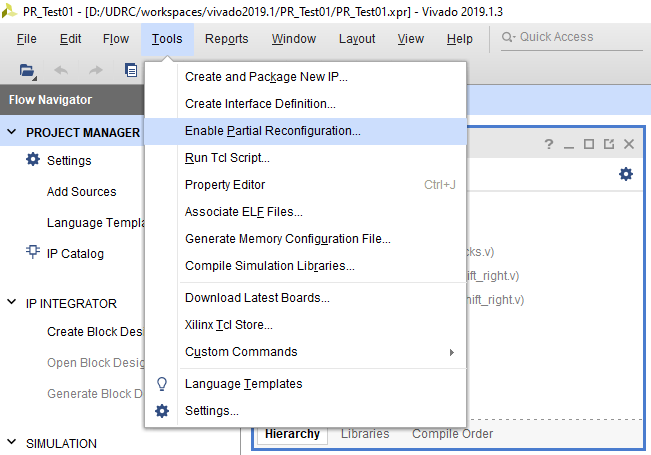 PR_Test01 - [D:/UDRC/workspaces/vivado2019.1/PR_Test01/PR_Test01.xpr] - Vivado 2019.1.3
File Edit Flow Tools Reports Window Layout View Help Quick Access
Flow Navigator
PROJECT MANAGER
Settings
Add Sources
Language Templa
IP Catalog
IP INTEGRATOR
Create Block Desi
Open Block Desig
Generate Block D
SIMULATION
Create and Package New IP...
Create Interface Definition...
Enable Partial Reconfiguration...
Run Tcl Script...
Property Editor Ctrl+J
Associate ELF Files...
Generate Memory Configuration File...
Compile Simulation Libraries...
Download Latest Boards...
Xilinx Tcl Store...
Custom Commands
Language Templates
Settings...
?
cks.v)
ift_right.v)
ift_right.v)
Hierarchy Libraries Compile Order